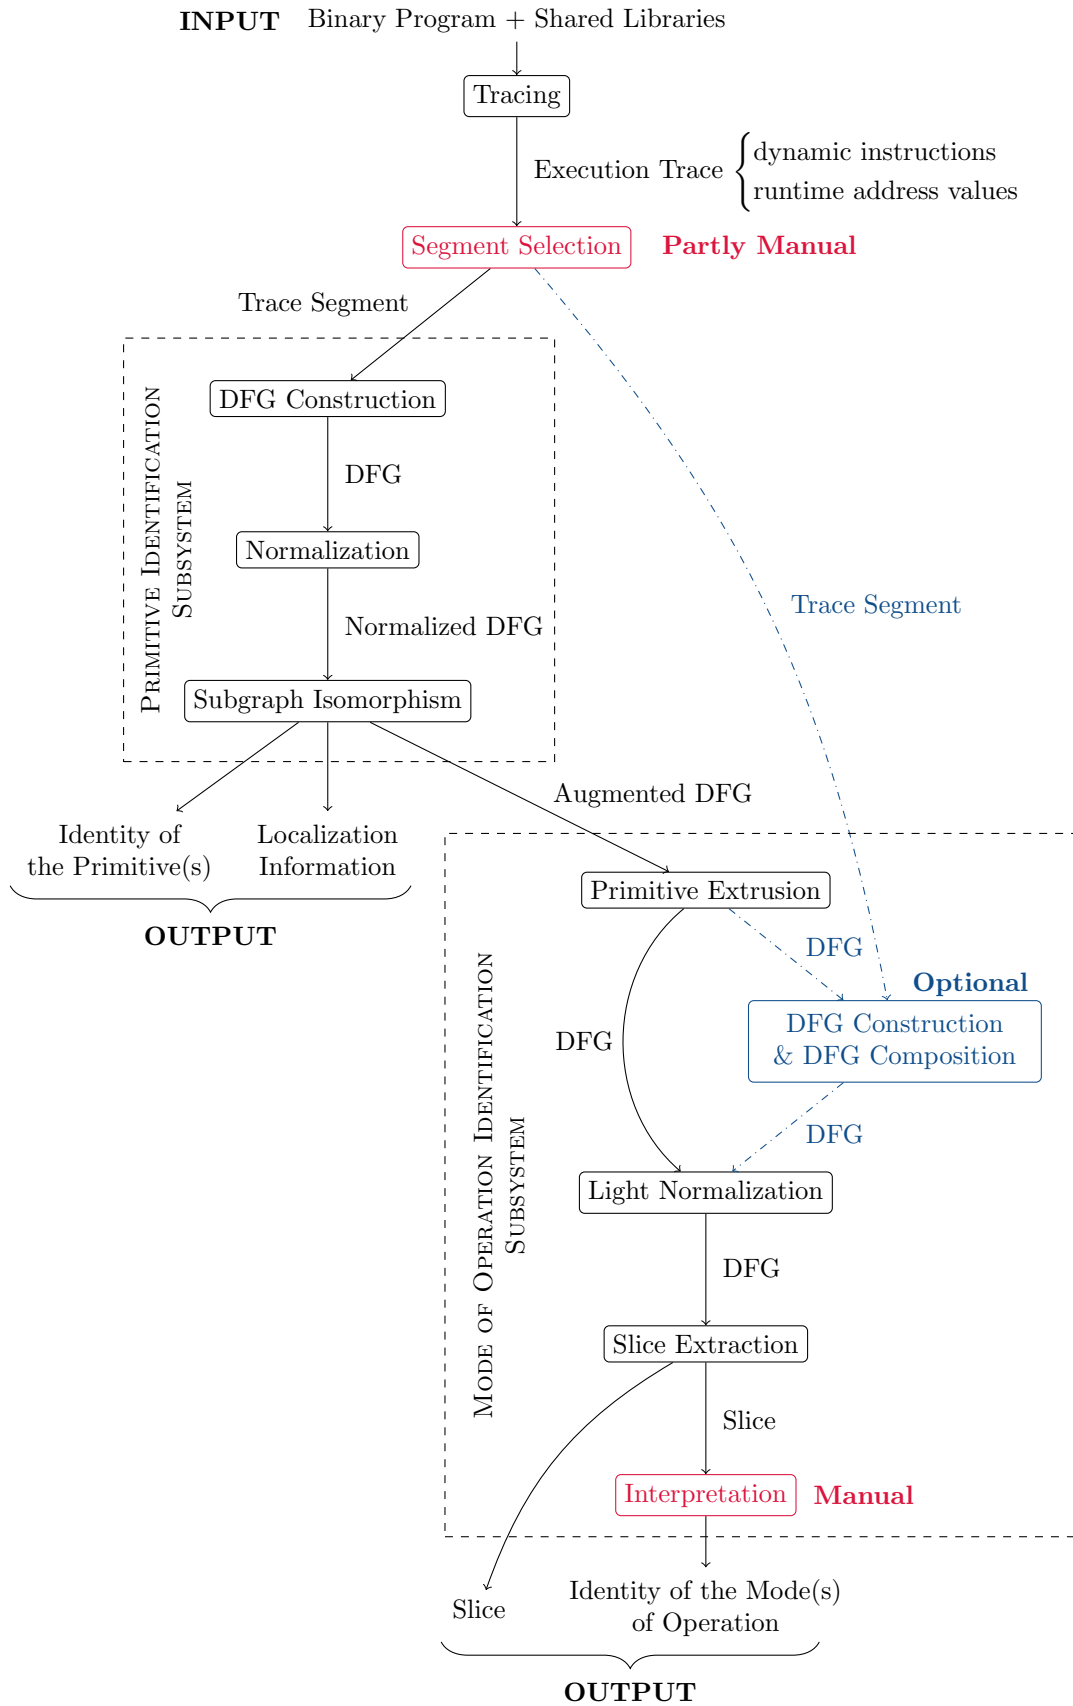 INPUT Binary Program + Shared Libraries
Tracing
Execution Trace
dynamic instructions
runtime address values
Segment Selection
Partly Manual
Trace Segment
PRIMITIVE IDENTIFICATION
SUBSYSTEM
DFG Construction
DFG
Normalization
Normalized DFG
Subgraph Isomorphism
Trace Segment
Augmented DFG
Identity of
the Primitive(s)
Localization
Information
OUTPUT
MODE OF OPERATION IDENTIFICATION
SUBSYSTEM
Primitive Extrusion
DFG
Optional
DFG Construction
& DFG Composition
DFG
DFG
Light Normalization
DFG
Slice Extraction
Slice
Interpretation
Manual
Slice
Identity of the Mode(s)
of Operation
OUTPUT